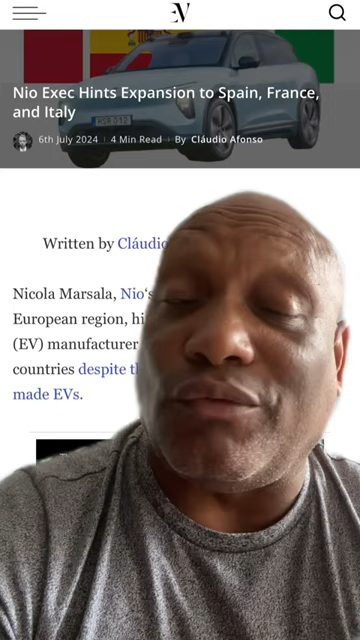 EV
Nio Exec Hints Expansion to Spain, France,
and Italy
6th July 2024 | 4 Min Read | By Cláudio Afonso
Written by Cláudio
Nicola Marsala, Nio's
European region, hi
(EV) manufacturer
countries despite t
made EVs.